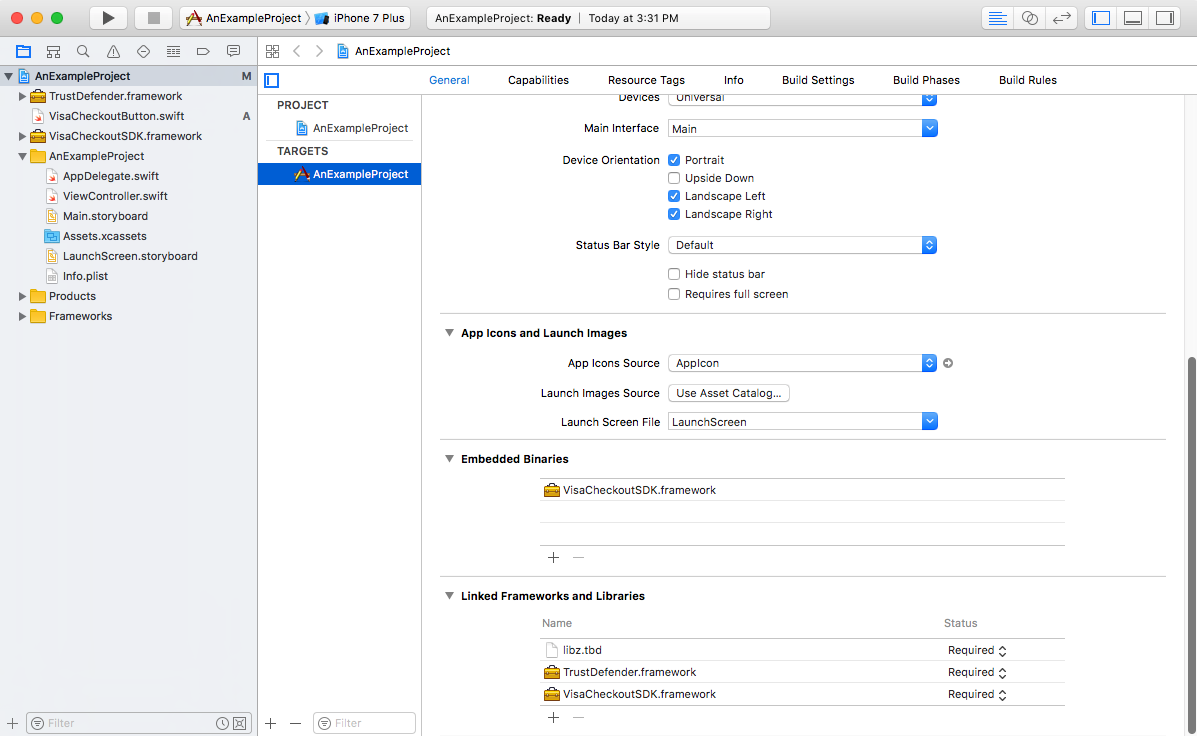 AnExampleProject
iPhone 7 Plus
AnExampleProject: Ready | Today at 3:31 PM
AnExampleProject
AnExampleProject M
TrustDefender.framework
VisaCheckoutButton.swift A
VisaCheckoutSDK.framework
AnExampleProject
AppDelegate.swift
ViewController.swift
Main.storyboard
Assets.xcassets
LaunchScreen.storyboard
Info.plist
Products
Frameworks
Filter
General Capabilities Resource Tags Info Build Settings Build Phases Build Rules
PROJECT
AnExampleProject
TARGETS
AnExampleProject
Filter
Devices Universal
Main Interface Main
Device Orientation Portrait
Upside Down
Landscape Left
Landscape Right
Status Bar Style Default
Hide status bar
Requires full screen
App Icons and Launch Images
App Icons Source AppIcon
Launch Images Source Use Asset Catalog...
Launch Screen File LaunchScreen
Embedded Binaries
VisaCheckoutSDK.framework
Linked Frameworks and Libraries
Name Status
libz.tbd Required
TrustDefender.framework Required
VisaCheckoutSDK.framework Required